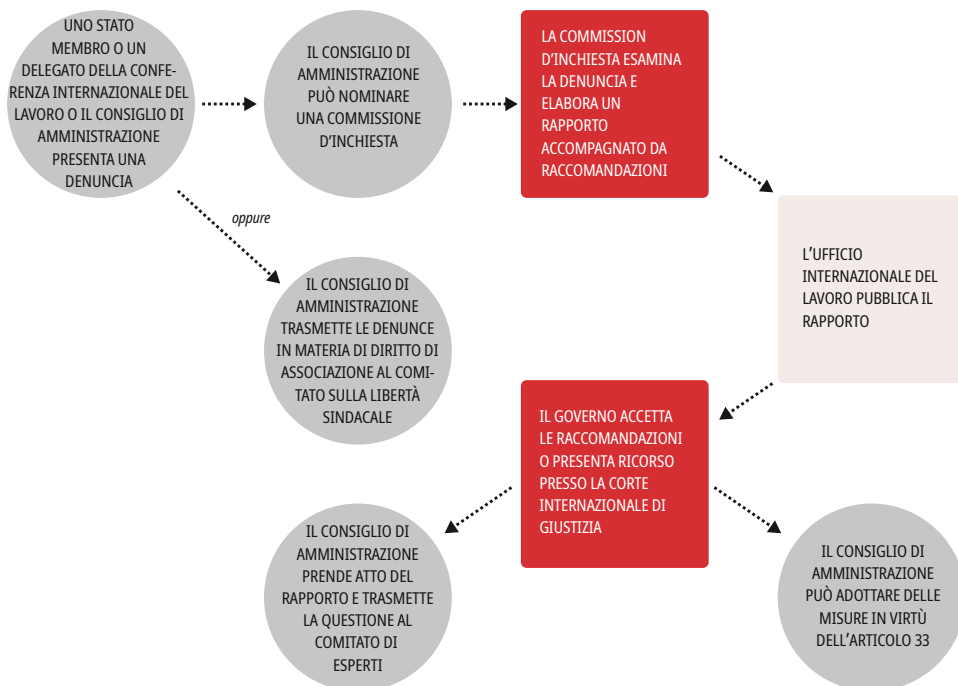 UNO STATO
MEMBRO O UN
DELEGATO DELLA CONFE-
RENZA INTERNAZIONALE DEL
LAVORO O IL CONSIGLIO DI
AMMINISTRAZIONE
PRESENTA UNA
DENUNCIA
IL CONSIGLIO DI
AMMINISTRAZIONE
PUÒ NOMINARE
UNA COMMISSIONE
D'INCHIESTA
LA COMMISSION
D'INCHIESTA ESAMINA
LA DENUNCIA E
ELABORA UN
RAPPORTO
ACCOMPAGNATO DA
RACCOMANDAZIONI
oppure
L'UFFICIO
INTERNAZIONALE DEL
LAVORO PUBBLICA IL
RAPPORTO
IL CONSIGLIO DI
AMMINISTRAZIONE
TRASMETTE LE DENUNCE
IN MATERIA DI DIRITTO DI
ASSOCIAZIONE AL COMI-
TATO SULLA LIBERTÀ
SINDACALE
IL GOVERNO ACCETTA
LE RACCOMANDAZIONI
O PRESENTA RICORSO
PRESSO LA CORTE
INTERNAZIONALE DI
GIUSTIZIA
IL CONSIGLIO DI
AMMINISTRAZIONE
PRENDE ATTO DEL
RAPPORTO E TRASMETTE
LA QUESTIONE AL
COMITATO DI
ESPERTI
IL CONSIGLIO DI
AMMINISTRAZIONE
PUÒ ADOTTARE DELLE
MISURE IN VIRTÙ
DELL'ARTICOLO 33